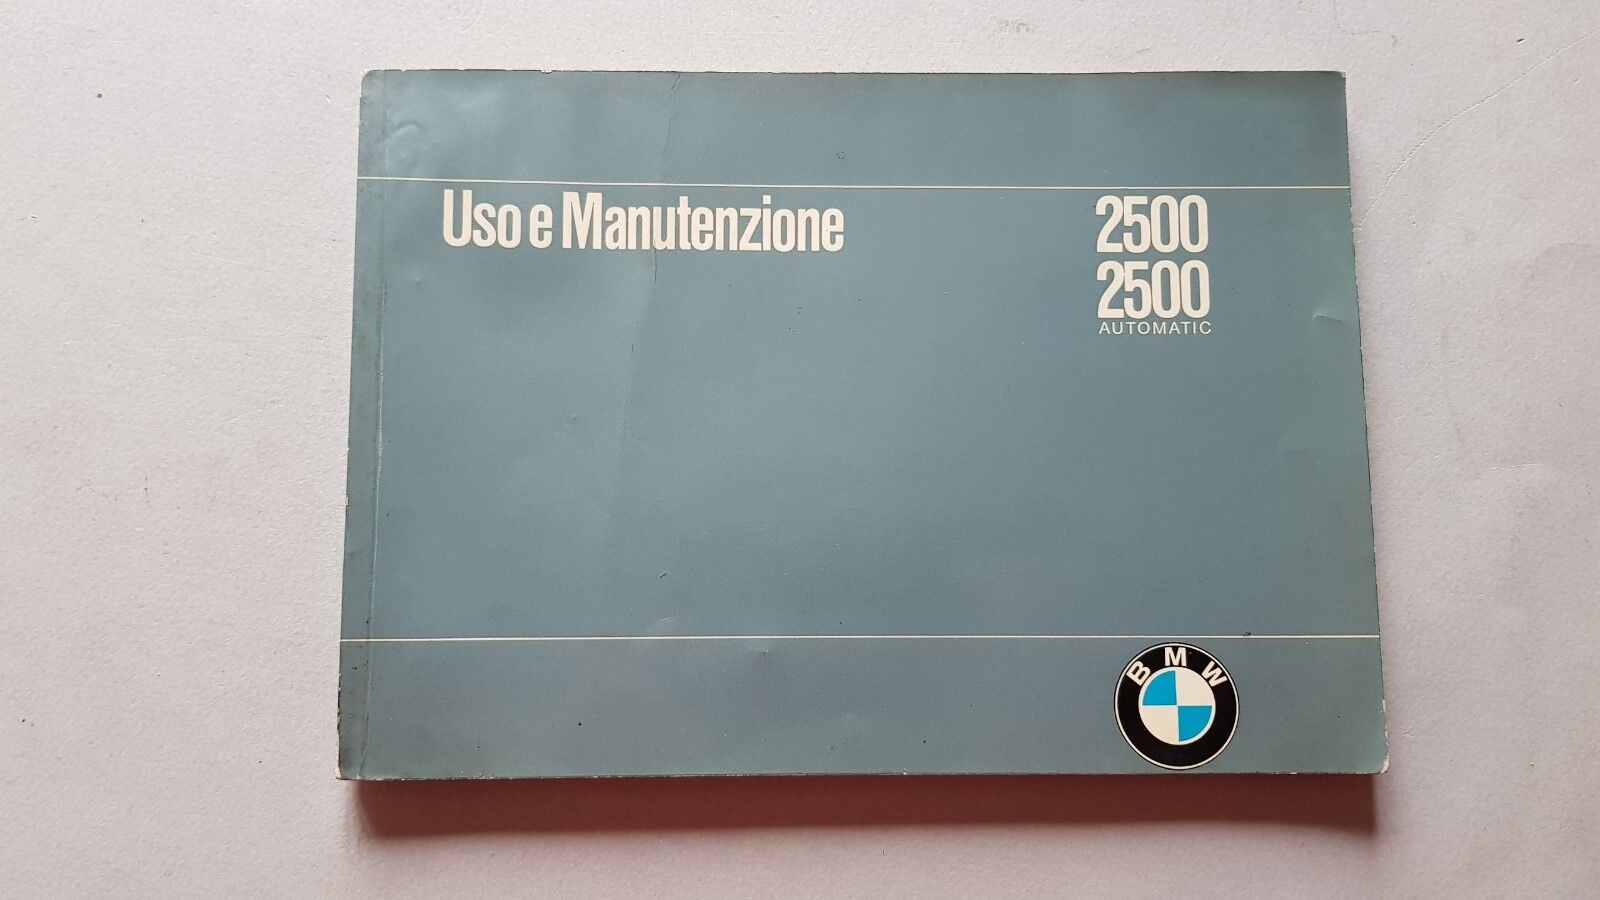 Uso e Manutenzione
2500
2500
AUTOMATIC
BMW